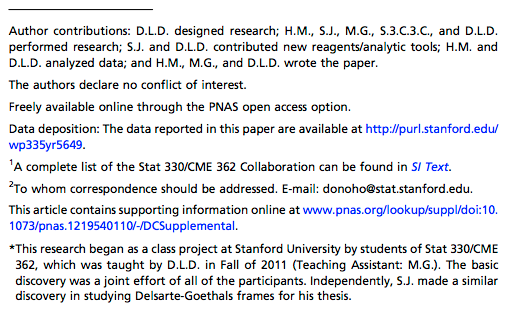 Author contributions: D.L.D. designed research; H.M., S.J., M.G., S.3.C.3.C., and D.L.D.
performed research; S.J. and D.L.D. contributed new reagents/analytic tools; H.M. and
D.L.D. analyzed data; and H.M., M.G., and D.L.D. wrote the paper.
The authors declare no conflict of interest.
Freely available online through the PNAS open access option.
Data deposition: The data reported in this paper are available at http://purl.stanford.edu/
wp335yr5649.
1A complete list of the Stat 330/CME 362 Collaboration can be found in SI Text.
2To whom correspondence should be addressed. E-mail: donoho@stat.stanford.edu.
This article contains supporting information online at www.pnas.org/lookup/suppl/doi:10.
1073/pnas.1219540110/-/DCSupplemental.
*This research began as a class project at Stanford University by students of Stat 330/CME
362, which was taught by D.L.D. in Fall of 2011 (Teaching Assistant: M.G.). The basic
discovery was a joint effort of all of the participants. Independently, S.J. made a similar
discovery in studying Delsarte-Goethals frames for his thesis.